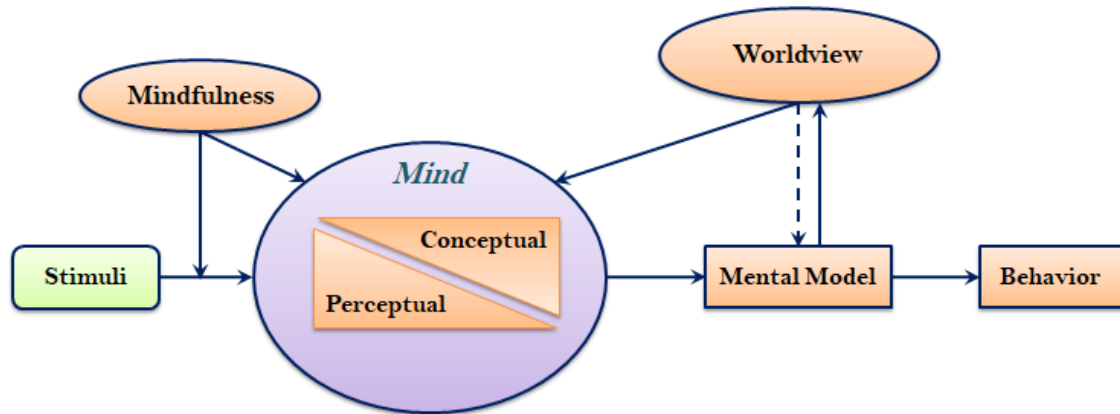 Worldview
Mindfulness
Mind
Conceptual
Stimuli
Perceptual
Mental Model
Behavior